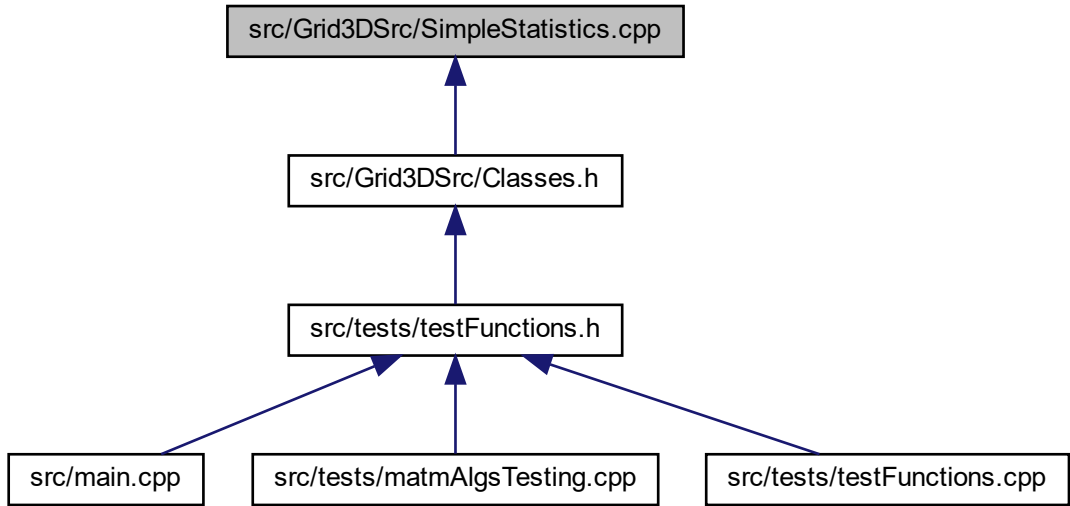 src/Grid3DSrc/SimpleStatistics.cpp
src/Grid3DSrc/Classes.h
src/tests/testFunctions.h
src/main.cpp
src/tests/matmAlgsTesting.cpp
src/tests/testFunctions.cpp